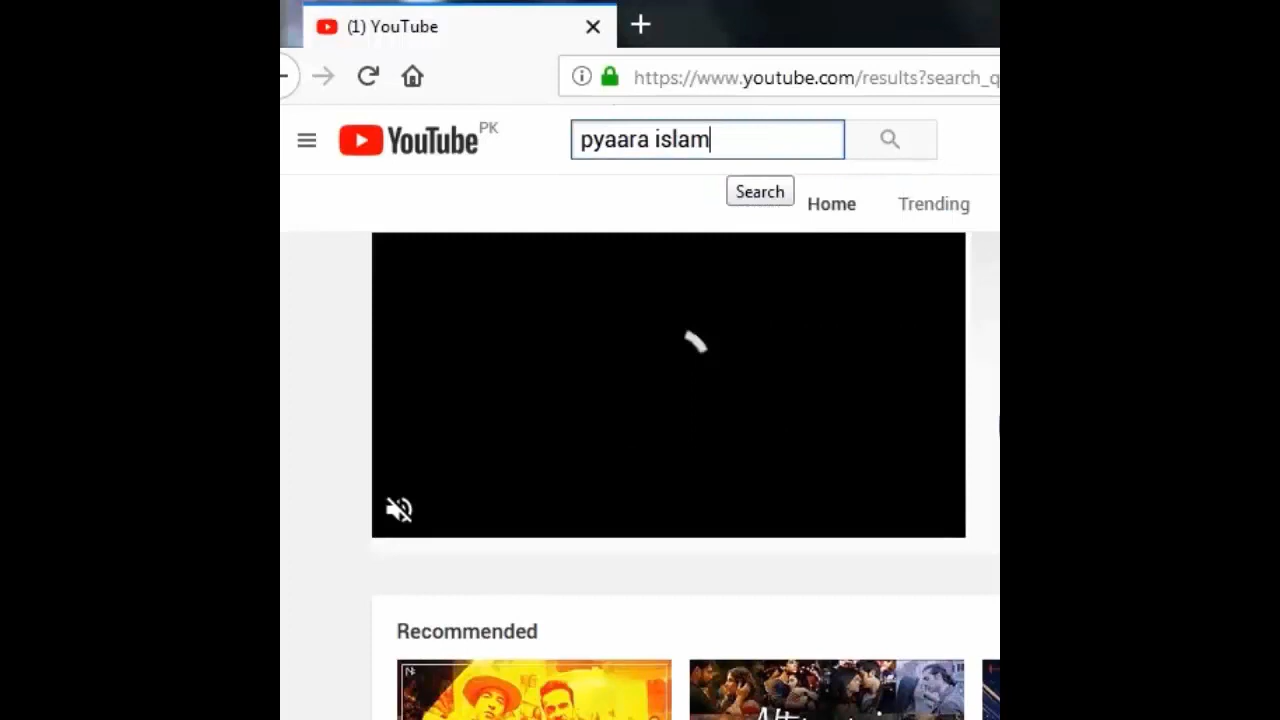 (1) YouTube
https://www.youtube.com/results?search_q
YouTube PK
pyaara islam
Search
Home
Trending
Recommended